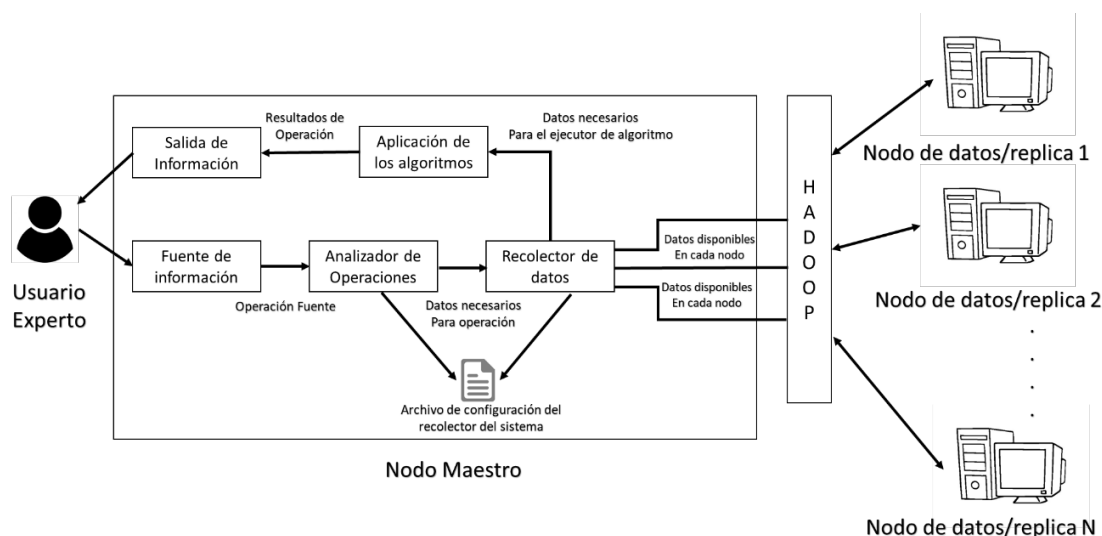 Nodo de datos/replica 1
Resultados de
Operación
Datos necesarios
Para el ejecutor de algoritmo
Salida de
Información
Aplicación de
los algoritmos
H
A
D
O
O
P
Usuario
Experto
Fuente de
información
Analizador de
Operaciones
Recolector de
datos
Datos disponibles
En cada nodo
Datos disponibles
En cada nodo
Operación Fuente
Datos necesarios
Para operación
Nodo de datos/replica 2
Archivo de configuración del
recolector del sistema
Nodo Maestro
Nodo de datos/replica N